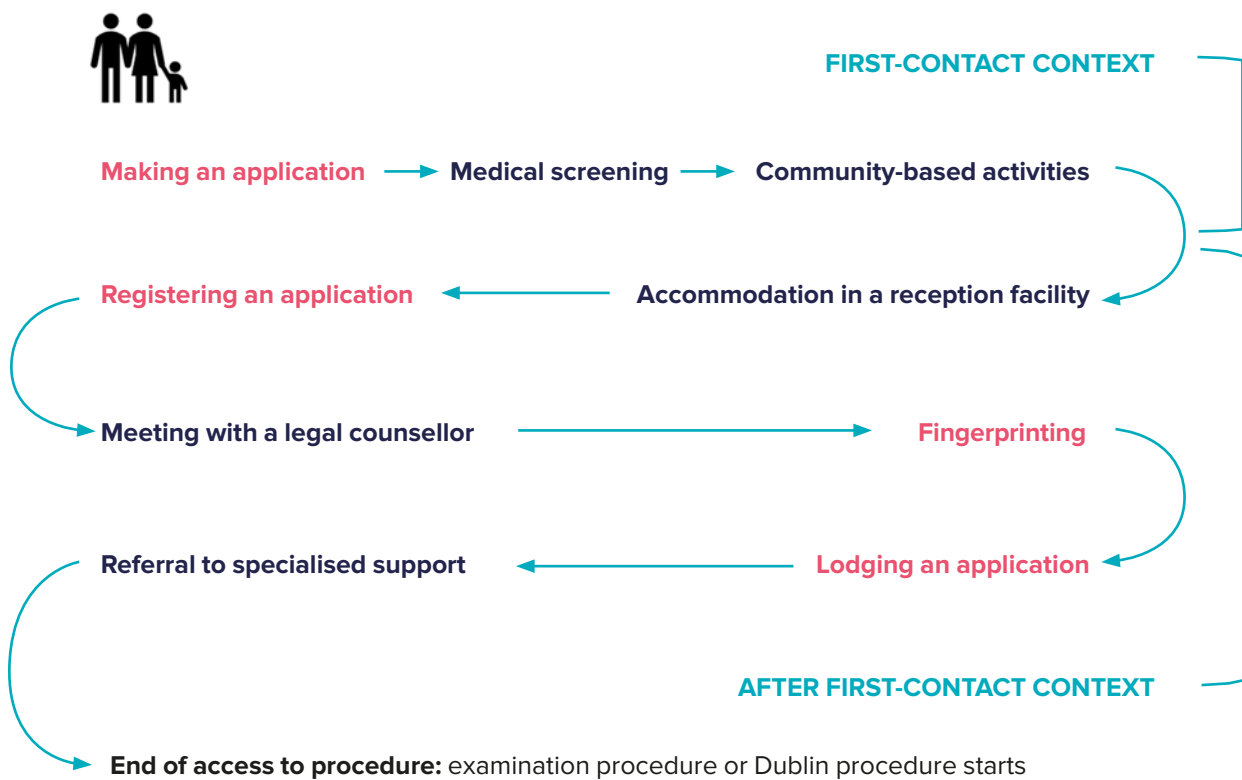 FIRST-CONTACT CONTEXT
Making an application Medical screening Community-based activities
Registering an application Accommodation in a reception facility
Meeting with a legal counsellor Fingerprinting
Referral to specialised support Lodging an application
AFTER FIRST-CONTACT CONTEXT
End of access to procedure: examination procedure or Dublin procedure starts